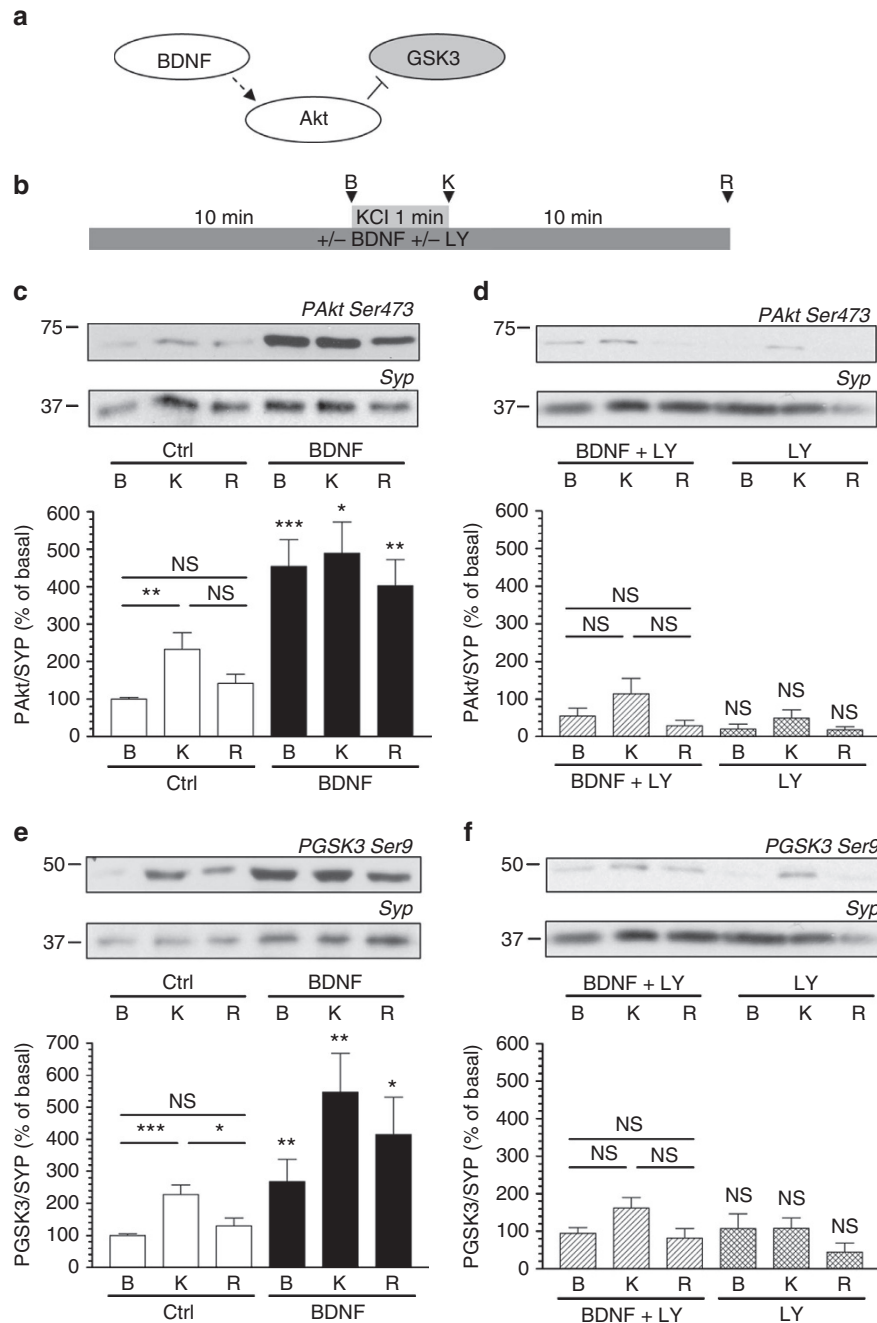 a
BDNF
GSK3
Akt
b
B K R
10 min KCl 1 min 10 min
+/– BDNF +/– LY
c
PAkt Ser473
75
Syp
37
Ctrl BDNF
B K R B K R
PAkt/SYP (% of basal)
600
500
400
300
200
100
0
NS
** NS
*** * **
B K R B K R
Ctrl BDNF
d
PAkt Ser473
75
Syp
37
BDNF + LY LY
B K R B K R
PAkt/SYP (% of basal)
600
500
400
300
200
100
0
NS
NS NS
NS NS NS
B K R B K R
BDNF + LY LY
e
PGSK3 Ser9
50
Syp
37
Ctrl BDNF
B K R B K R
PGSK3/SYP (% of basal)
700
600
500
400
300
200
100
0
NS
*** *
** ** *
B K R B K R
Ctrl BDNF
f
PGSK3 Ser9
50
Syp
37
BDNF + LY LY
B K R B K R
PGSK3/SYP (% of basal)
600
500
400
300
200
100
0
NS
NS NS
NS NS NS
B K R B K R
BDNF + LY LY